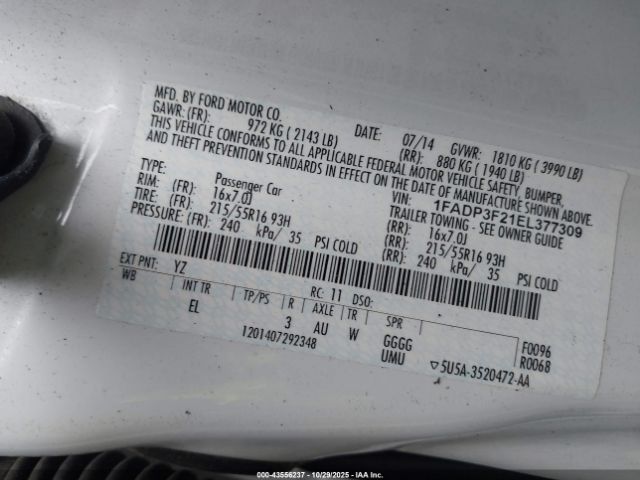 MFD. BY FORD MOTOR CO.
DATE: 07/14 GVWR: 1810 KG ( 3990 LB)
GAWR: (FR): 972 KG ( 2143 LB) (RR): 880 KG ( 1940 LB)
THIS VEHICLE CONFORMS TO ALL APPLICABLE FEDERAL MOTOR VEHICLE SAFETY, BUMPER,
AND THEFT PREVENTION STANDARDS IN EFFECT ON THE DATE OF MANUFACTURE SHOWN ABOVE.
VIN: 1FADP3F21EL377309
TYPE: Passenger Car TRAILER TOWING - SEE OWNER GUIDE
RIM: (FR): 16x7.0J (RR): 16x7.0J
TIRE: (FR): 215/55R16 93H (RR): 215/55R16 93H
PRESSURE: (FR): 240 kPa/ 35 PSI COLD (RR): 240 kPa/ 35 PSI COLD
EXT PNT: YZ RC: 11 DSO:
WB INT TR TP/PS R AXLE TR SPR
EL 3 AU W GGGG F0096
1201407292348 UMU R0068
▽5U5A-3520472-AA
© 000-43556237 - 10/29/2025 - IAAI.COM